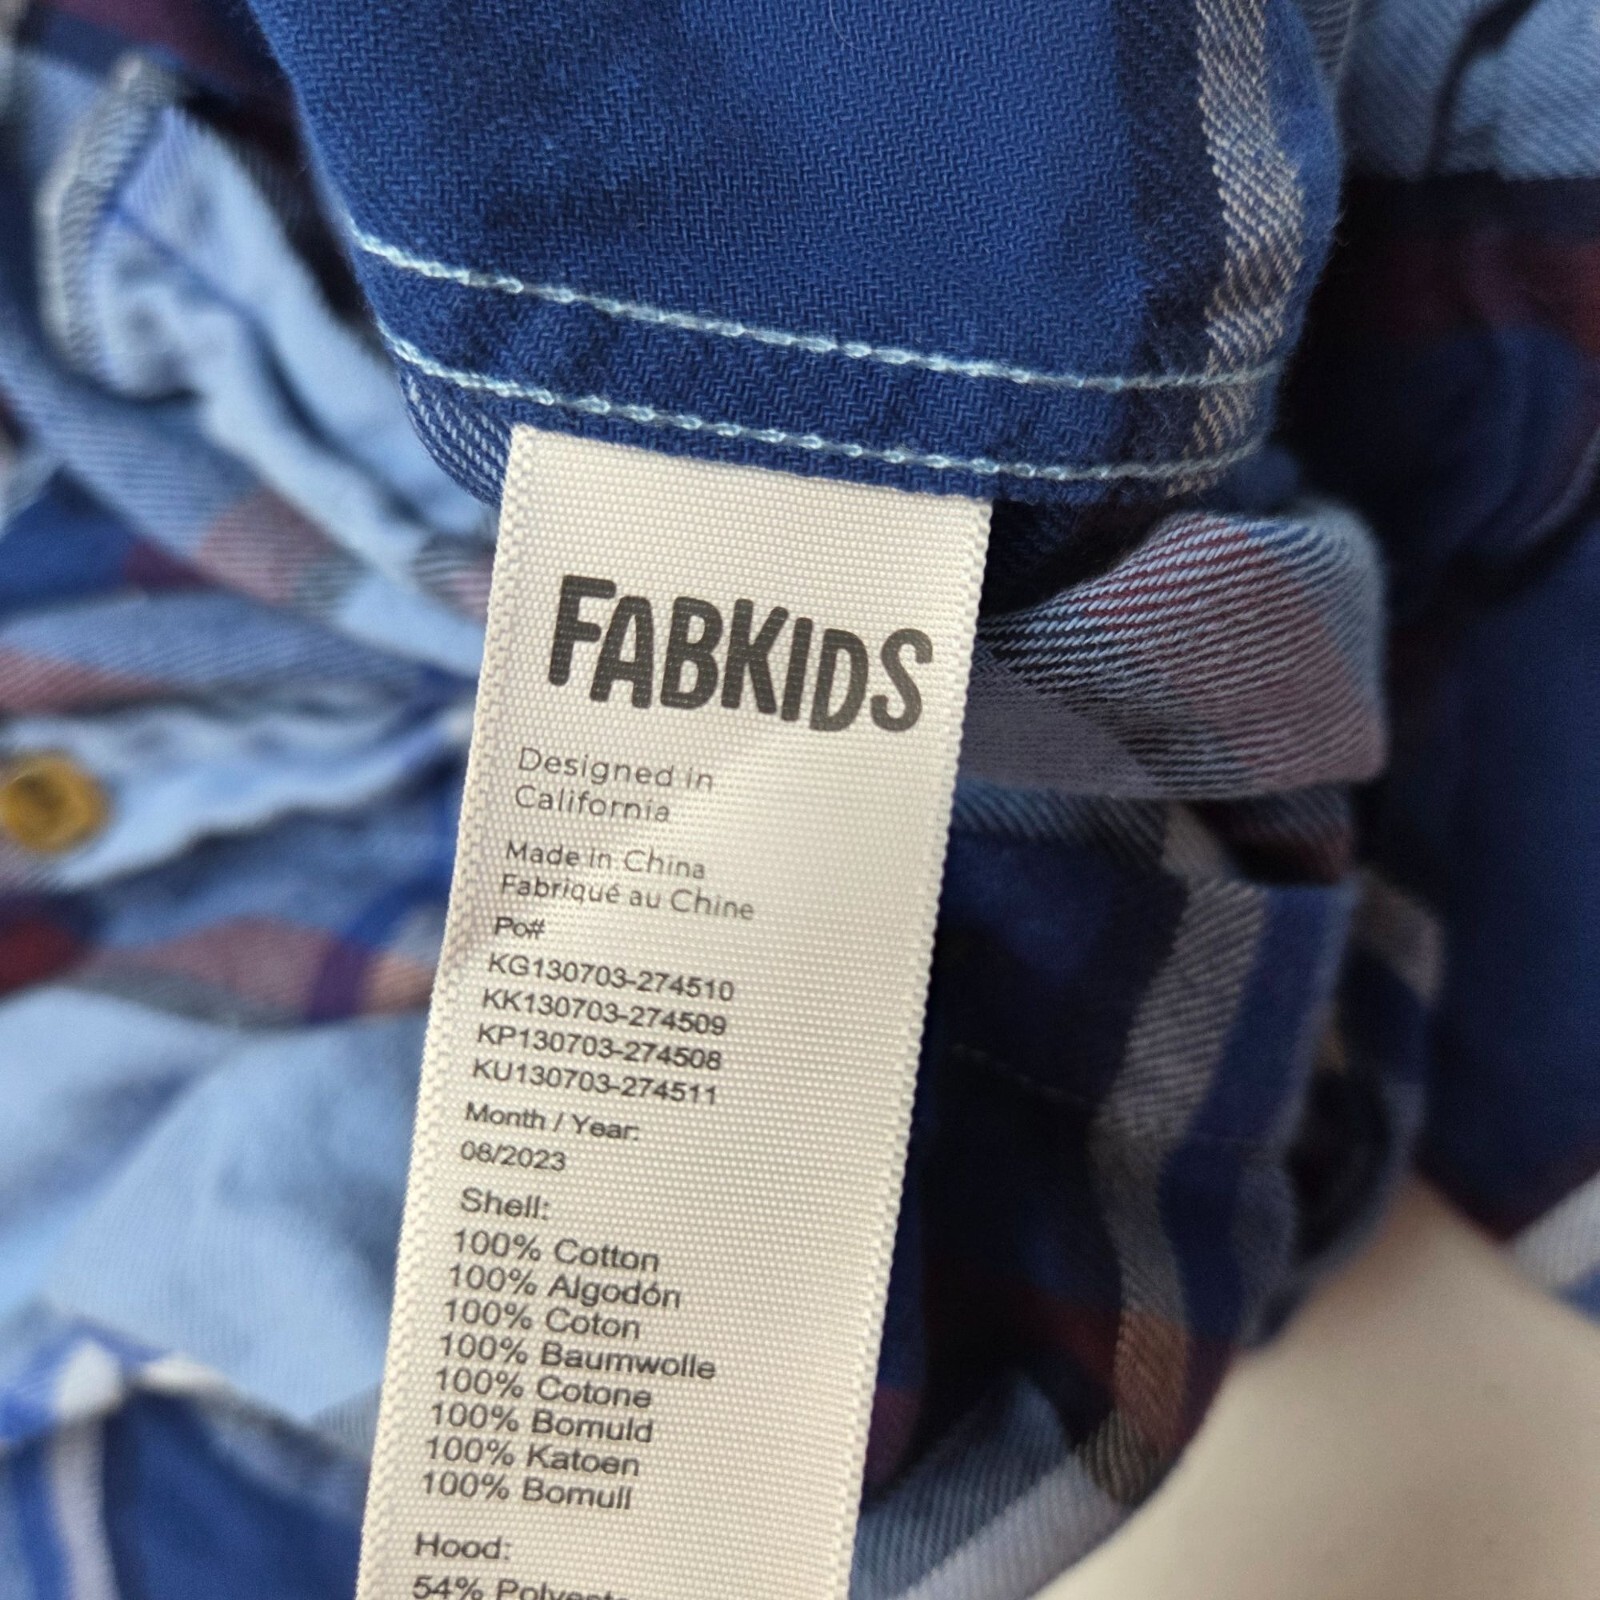 FABKIDS
Designed in
California
Made in China
Fabriqué au Chine
Po#
KG130703-274510
KK130703-274509
KP130703-274508
KU130703-274511
Month / Year:
08/2023
Shell:
100% Cotton
100% Algodón
100% Coton
100% Baumwolle
100% Cotone
100% Bomuld
100% Katoen
100% Bomull
Hood:
54%